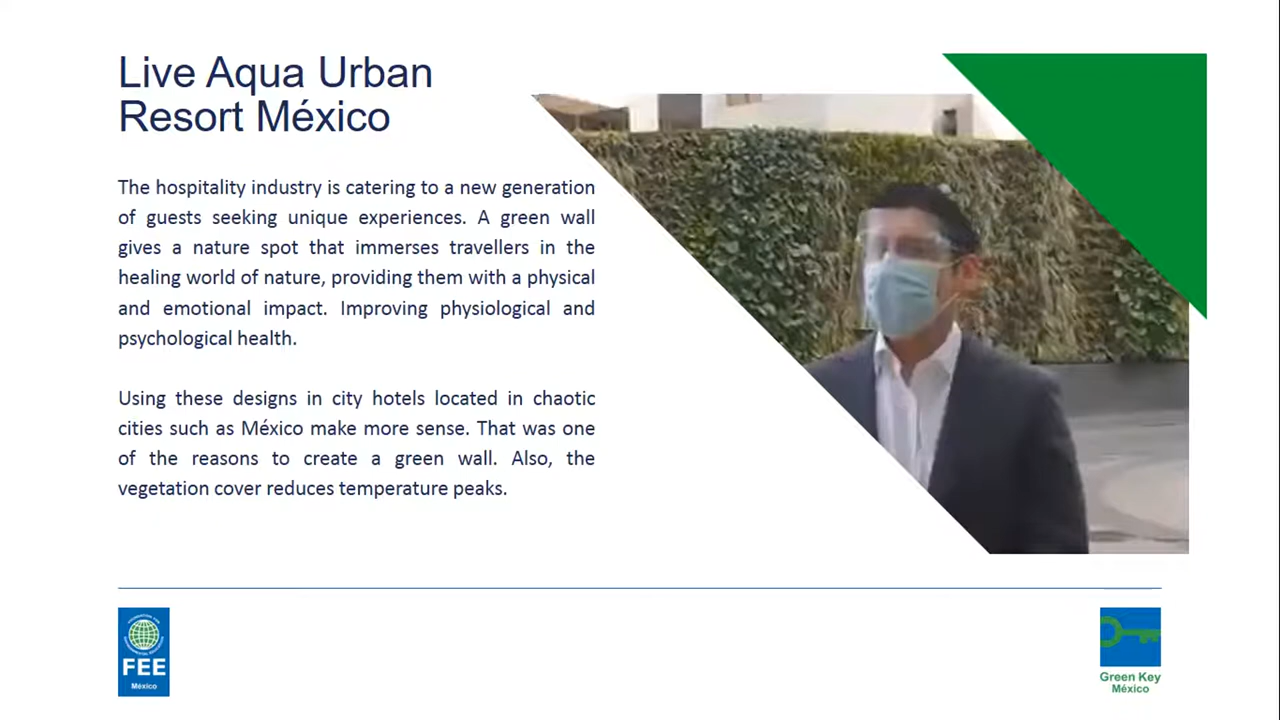 Live Aqua Urban
Resort México
The hospitality industry is catering to a new generation
of guests seeking unique experiences. A green wall
gives a nature spot that immerses travellers in the
healing world of nature, providing them with a physical
and emotional impact. Improving physiological and
psychological health.
Using these designs in city hotels located in chaotic
cities such as México make more sense. That was one
of the reasons to create a green wall. Also, the
vegetation cover reduces temperature peaks.
FEE
México
Green Key
México